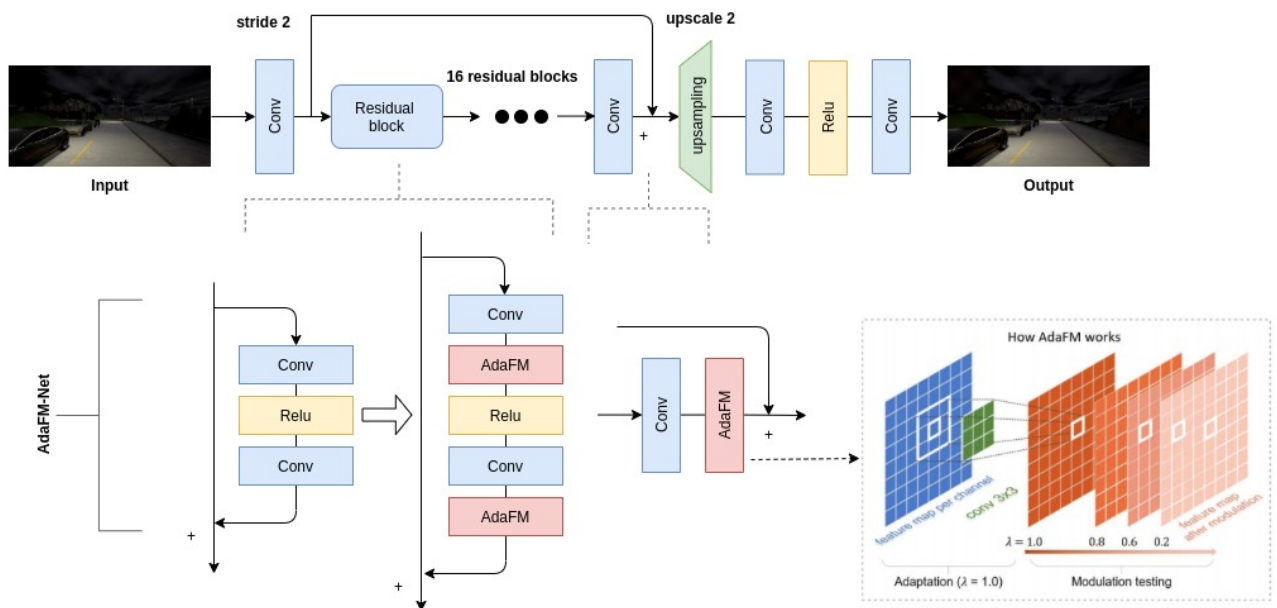 stride 2
upscale 2
16 residual blocks
Conv
Residual
block
Conv
+
upsampling
Conv
Relu
Conv
Input
Output
AdaFM-Net
Conv
Relu
Conv
+
Conv
AdaFM
Relu
Conv
AdaFM
+
Conv
AdaFM
+
How AdaFM works
feature map per channel
conv 3x3
feature map
after modulation
λ = 1.0 0.8 0.6 0.2
Adaptation (λ = 1.0)
Modulation testing